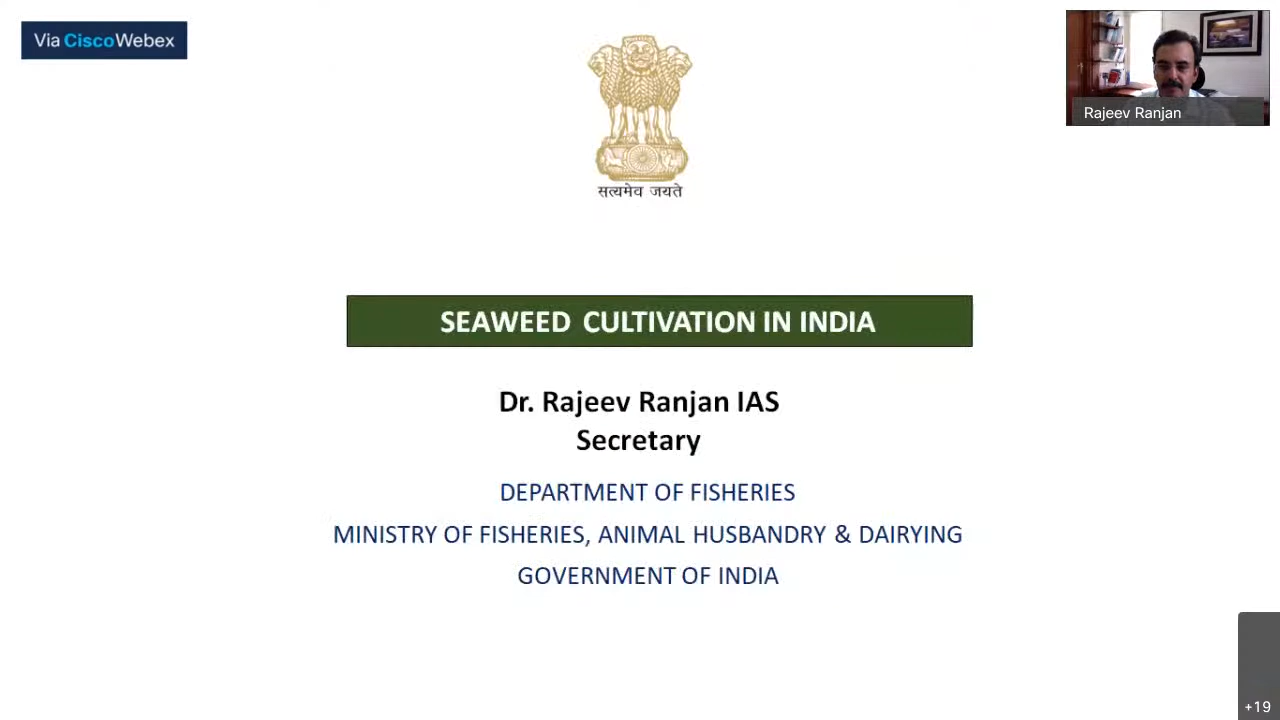 Via CiscoWebex
Rajeev Ranjan
सत्यमेव जयते
SEAWEED CULTIVATION IN INDIA
Dr. Rajeev Ranjan IAS
Secretary
DEPARTMENT OF FISHERIES
MINISTRY OF FISHERIES, ANIMAL HUSBANDRY & DAIRYING
GOVERNMENT OF INDIA
+19